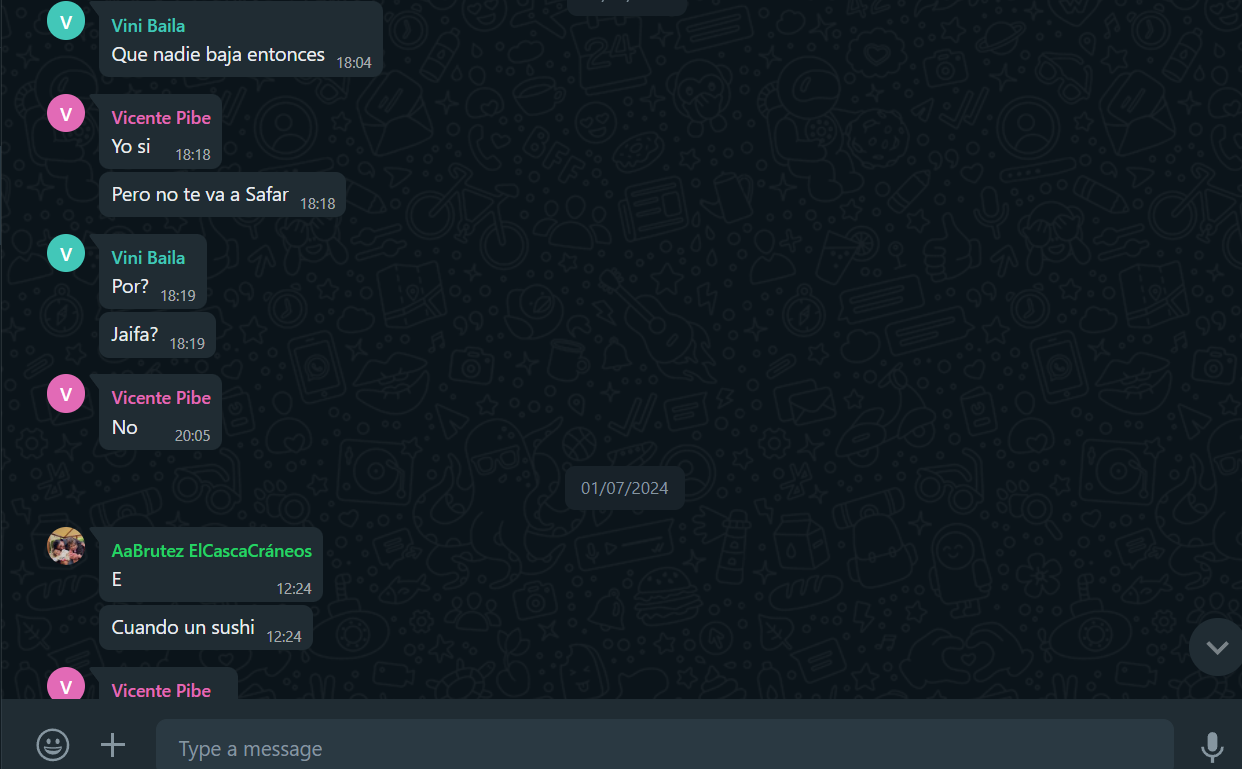 V
Vini Baila
Que nadie baja entonces 18:04
V
Vicente Pibe
Yo si 18:18
Pero no te va a Safar 18:18
V
Vini Baila
Por? 18:19
Jaifa? 18:19
V
Vicente Pibe
No 20:05
01/07/2024
AaBrutez ElCascaCráneos
E 12:24
Cuando un sushi 12:24
V
Vicente Pibe
Type a message